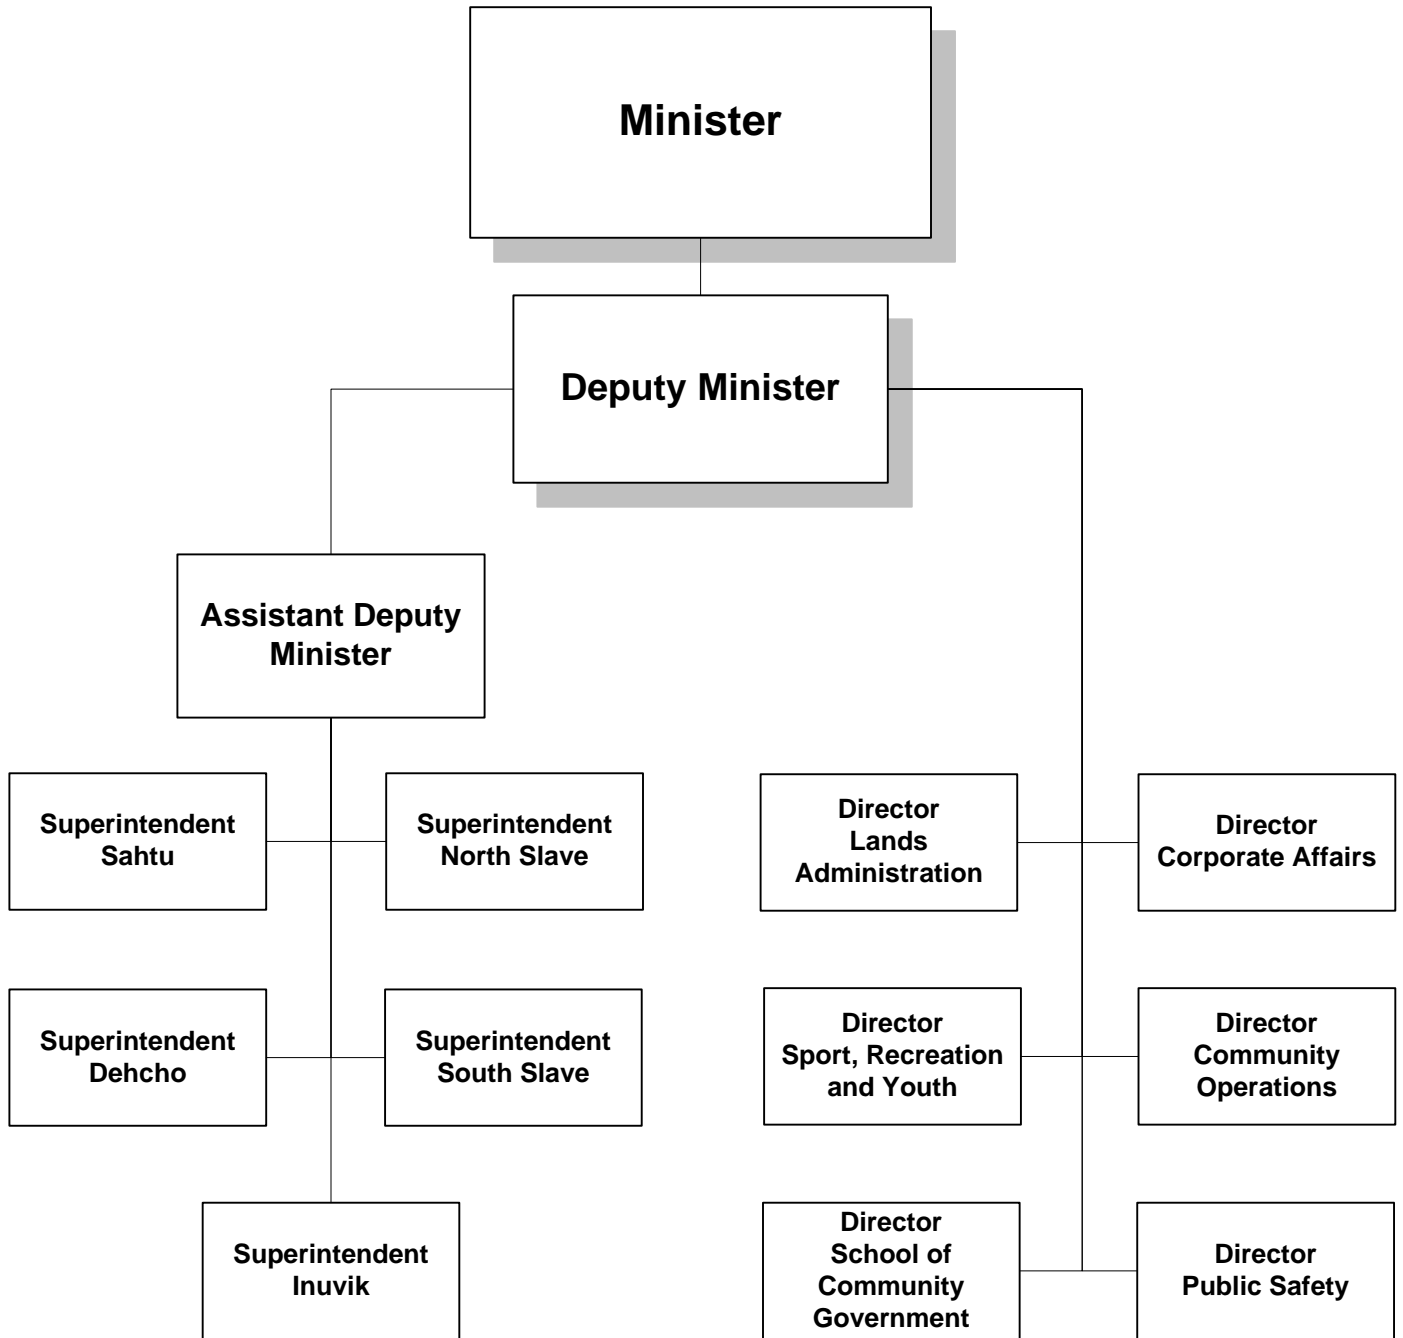 Minister
Deputy Minister
Assistant Deputy
Minister
Superintendent
Sahtu
Superintendent
North Slave
Director
Lands
Administration
Director
Corporate Affairs
Superintendent
Dehcho
Superintendent
South Slave
Director
Sport, Recreation
and Youth
Director
Community
Operations
Superintendent
Inuvik
Director
School of
Community
Government
Director
Public Safety